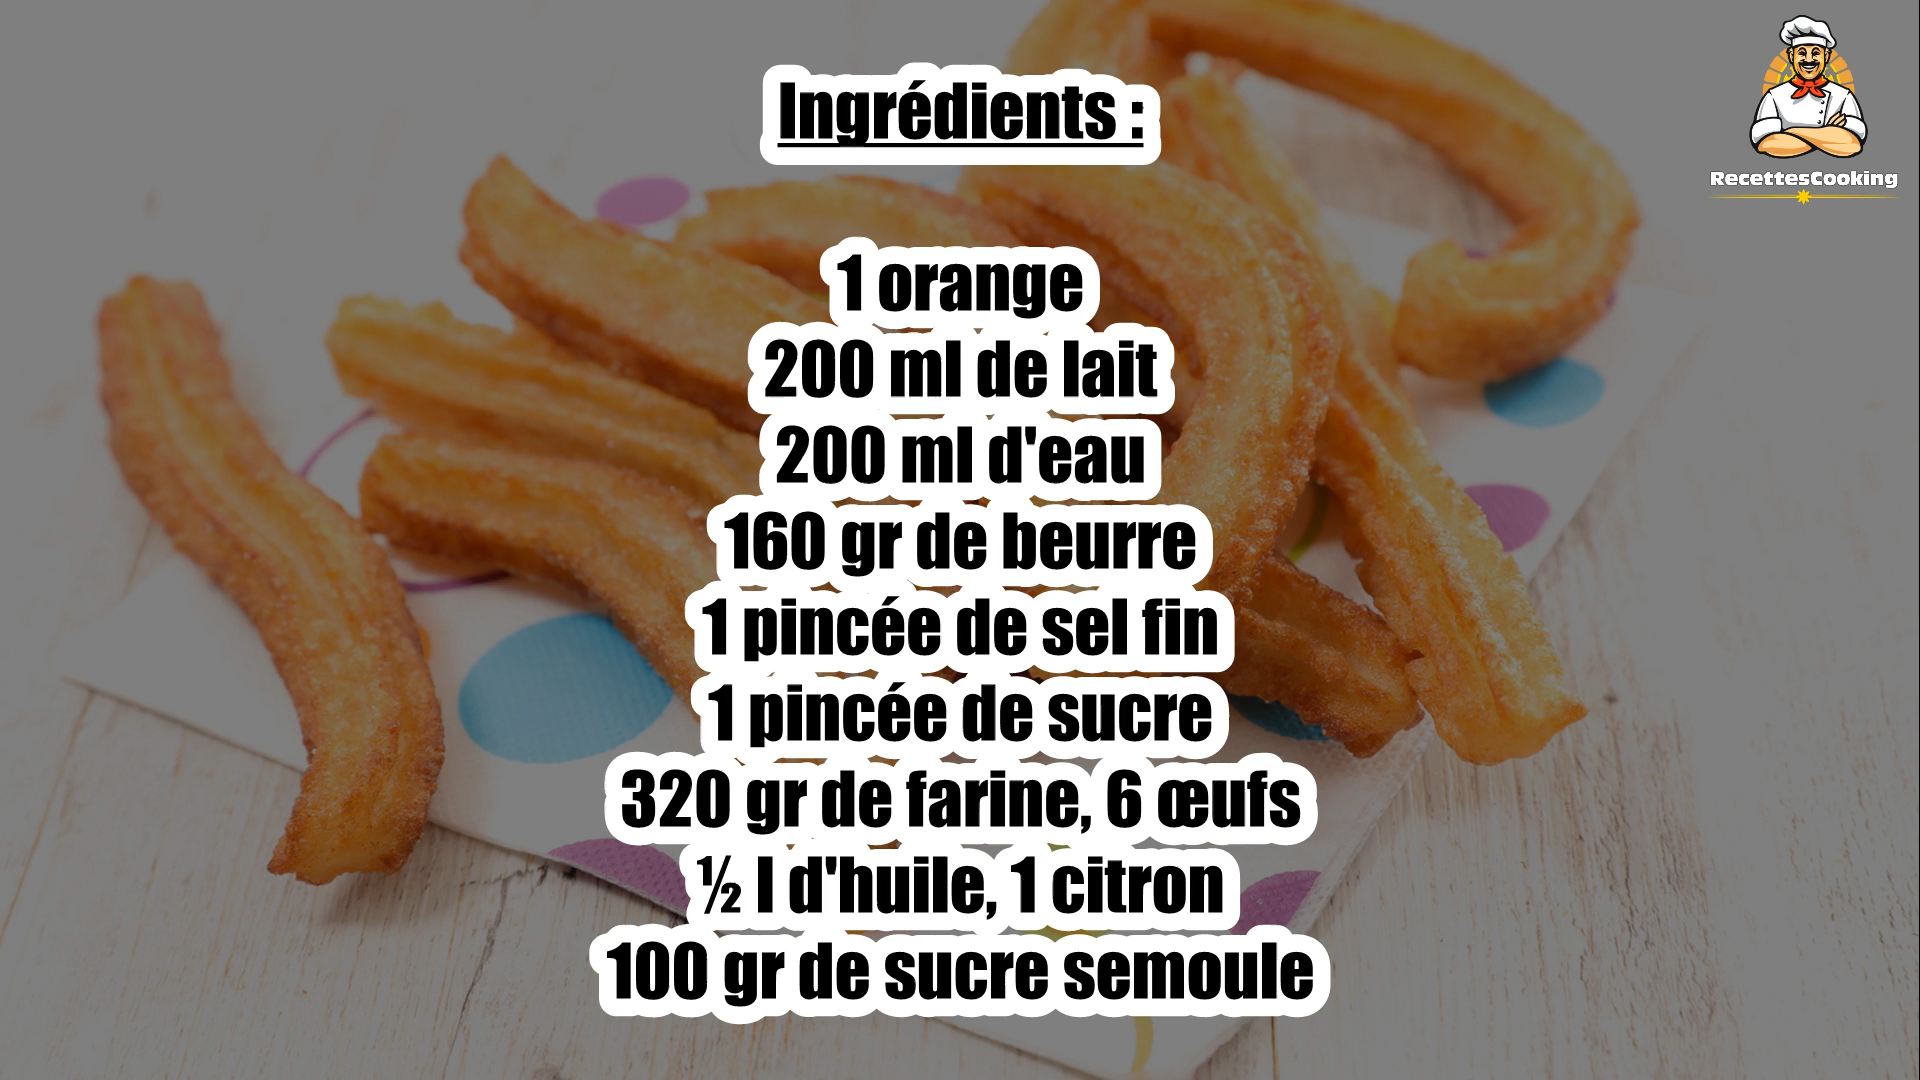 Ingrédients :
RecettesCooking
1 orange
200 ml de lait
200 ml d'eau
160 gr de beurre
1 pincée de sel fin
1 pincée de sucre
320 gr de farine, 6 œufs
½ l d'huile, 1 citron
100 gr de sucre semoule